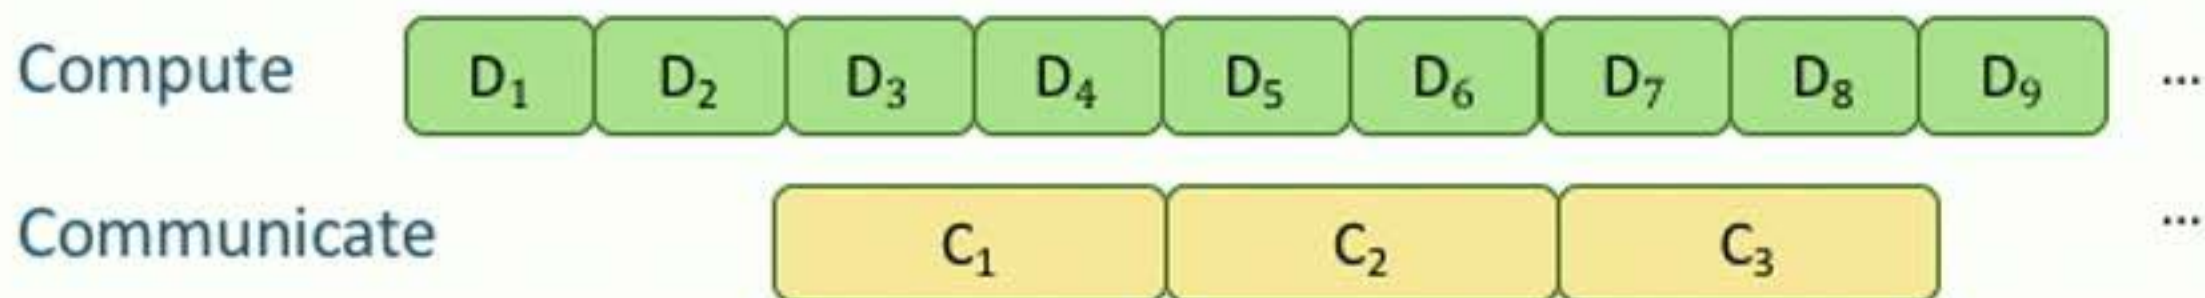 Compute D₁ D₂ D₃ D₄ D₅ D₆ D₇ D₈ D₉ ...
Communicate C₁ C₂ C₃ ...